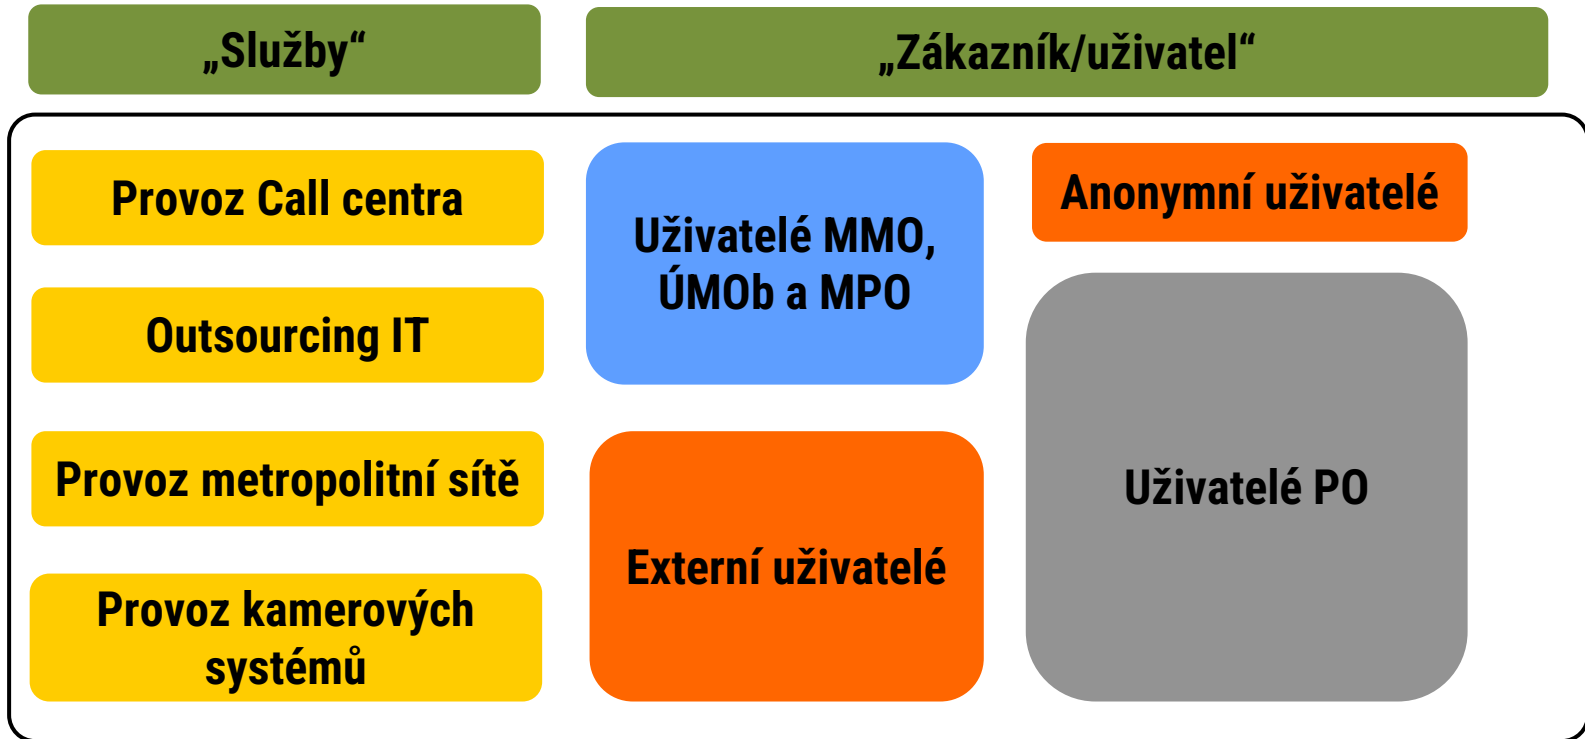 „Služby“
„Zákazník/uživatel“
Provoz Call centra
Outsourcing IT
Provoz metropolitní sítě
Provoz kamerových
systémů
Uživatelé MMO,
ÚMOb a MPO
Externí uživatelé
Anonymní uživatelé
Uživatelé PO